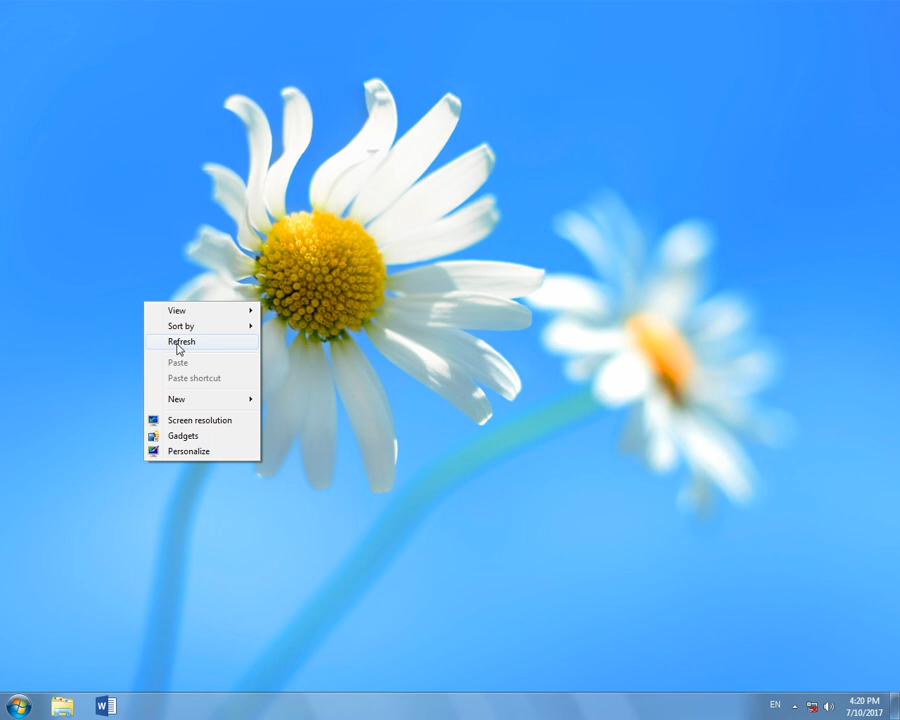 View
Sort by
Refresh
Paste
Paste shortcut
New
Screen resolution
Gadgets
Personalize
EN
4:20 PM
7/10/2017